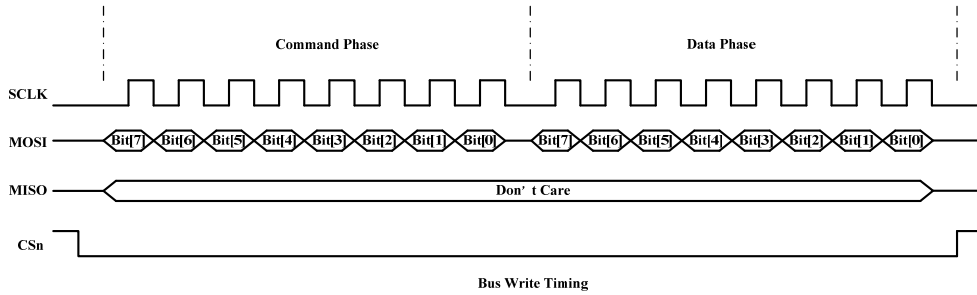 Command Phase Data Phase
SCLK
MOSI Bit[7] Bit[6] Bit[5] Bit[4] Bit[3] Bit[2] Bit[1] Bit[0] Bit[7] Bit[6] Bit[5] Bit[4] Bit[3] Bit[2] Bit[1] Bit[0]
MISO Don’ t Care
CSn
Bus Write Timing